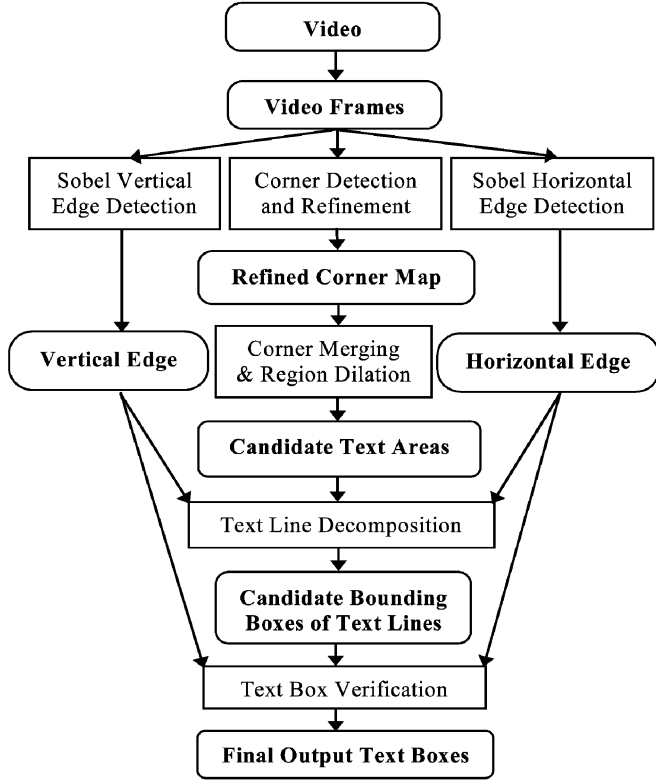 Video
Video Frames
Sobel Vertical
Edge Detection
Corner Detection
and Refinement
Sobel Horizontal
Edge Detection
Refined Corner Map
Vertical Edge
Corner Merging
& Region Dilation
Horizontal Edge
Candidate Text Areas
Text Line Decomposition
Candidate Bounding
Boxes of Text Lines
Text Box Verification
Final Output Text Boxes